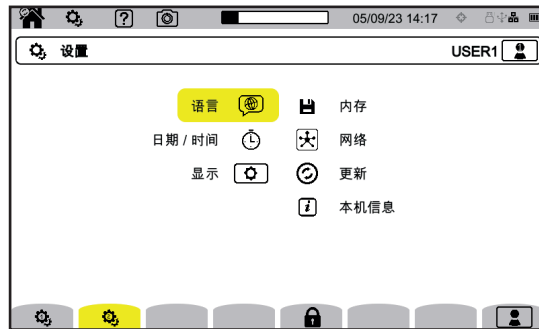 05/09/23 14:17
设置
USER1
语言
内存
日期 / 时间
网络
显示
更新
本机信息